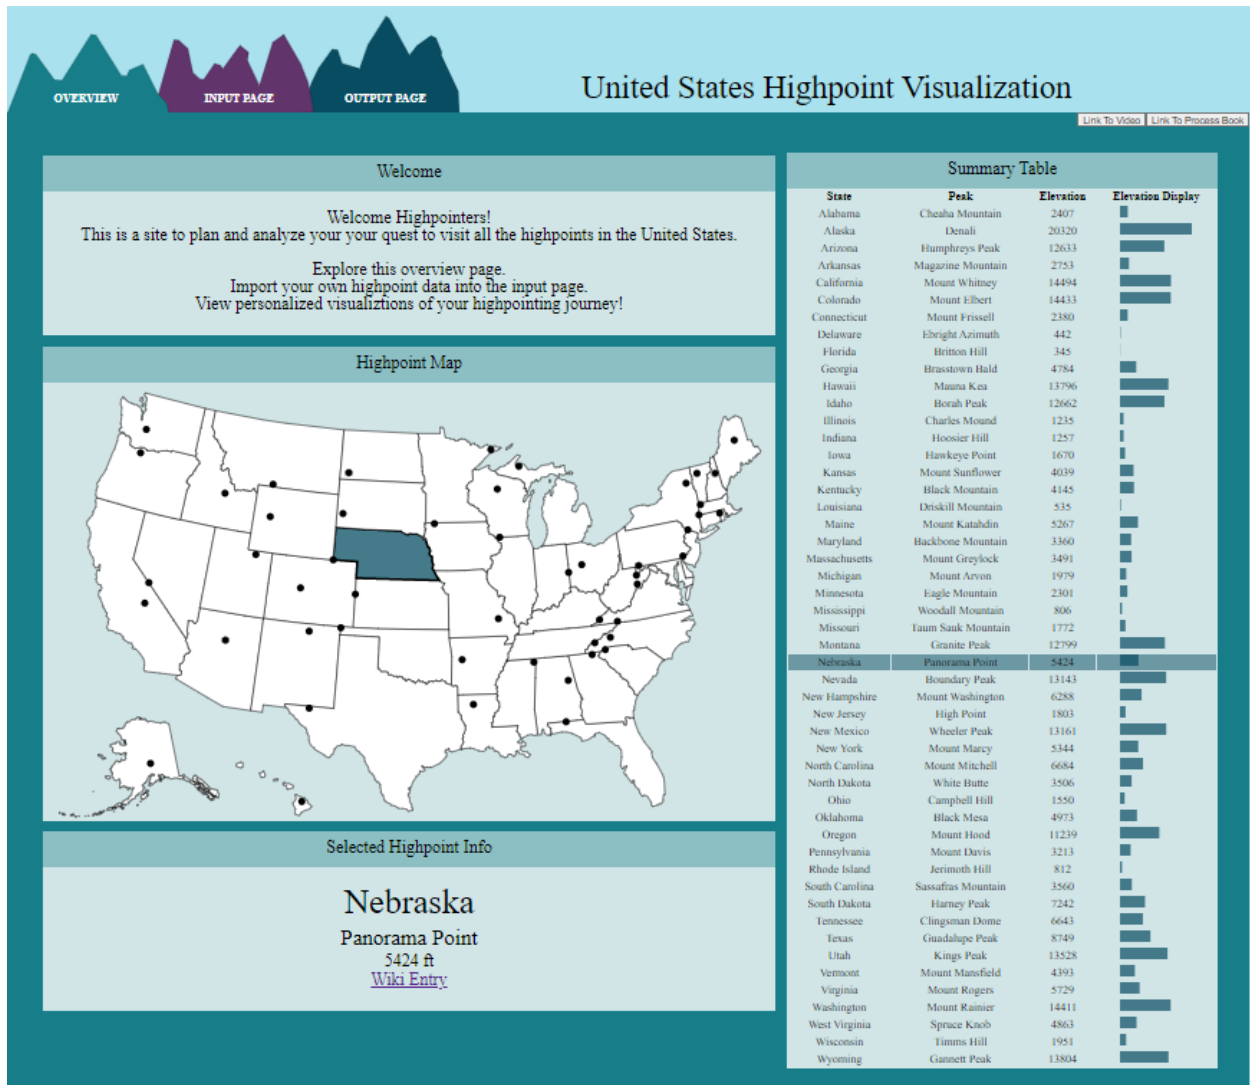 OVERVIEW INPUT PAGE OUTPUT PAGE
United States Highpoint Visualization
Link To Video Link To Process Book
Welcome
Welcome Highpointers!
This is a site to plan and analyze your your quest to visit all the highpoints in the United States.
Explore this overview page.
Import your own highpoint data into the input page.
View personalized visualiztions of your highpointing journey!
Highpoint Map
Selected Highpoint Info
Nebraska
Panorama Point
5424 ft
Wiki Entry
Summary Table
State Peak Elevation Elevation Display
Alabama Cheaha Mountain 2407
Alaska Denali 20320
Arizona Humphreys Peak 12633
Arkansas Magazine Mountain 2753
California Mount Whitney 14494
Colorado Mount Elbert 14433
Connecticut Mount Frissell 2380
Delaware Ebright Azimuth 442
Florida Britton Hill 345
Georgia Brasstown Bald 4784
Hawaii Mauna Kea 13796
Idaho Borah Peak 12662
Illinois Charles Mound 1235
Indiana Hoosier Hill 1257
Iowa Hawkeye Point 1670
Kansas Mount Sunflower 4039
Kentucky Black Mountain 4145
Louisiana Driskill Mountain 535
Maine Mount Katahdin 5267
Maryland Backbone Mountain 3360
Massachusetts Mount Greylock 3491
Michigan Mount Arvon 1979
Minnesota Eagle Mountain 2301
Mississippi Woodall Mountain 806
Missouri Taum Sauk Mountain 1772
Montana Granite Peak 12799
Nebraska Panorama Point 5424
Nevada Boundary Peak 13143
New Hampshire Mount Washington 6288
New Jersey High Point 1803
New Mexico Wheeler Peak 13161
New York Mount Marcy 5344
North Carolina Mount Mitchell 6684
North Dakota White Butte 3506
Ohio Campbell Hill 1550
Oklahoma Black Mesa 4973
Oregon Mount Hood 11239
Pennsylvania Mount Davis 3213
Rhode Island Jerimoth Hill 812
South Carolina Sassafras Mountain 3560
South Dakota Harney Peak 7242
Tennessee Clingsman Dome 6643
Texas Guadalupe Peak 8749
Utah Kings Peak 13528
Vermont Mount Mansfield 4393
Virginia Mount Rogers 5729
Washington Mount Rainier 14411
West Virginia Spruce Knob 4863
Wisconsin Timms Hill 1951
Wyoming Gannett Peak 13804